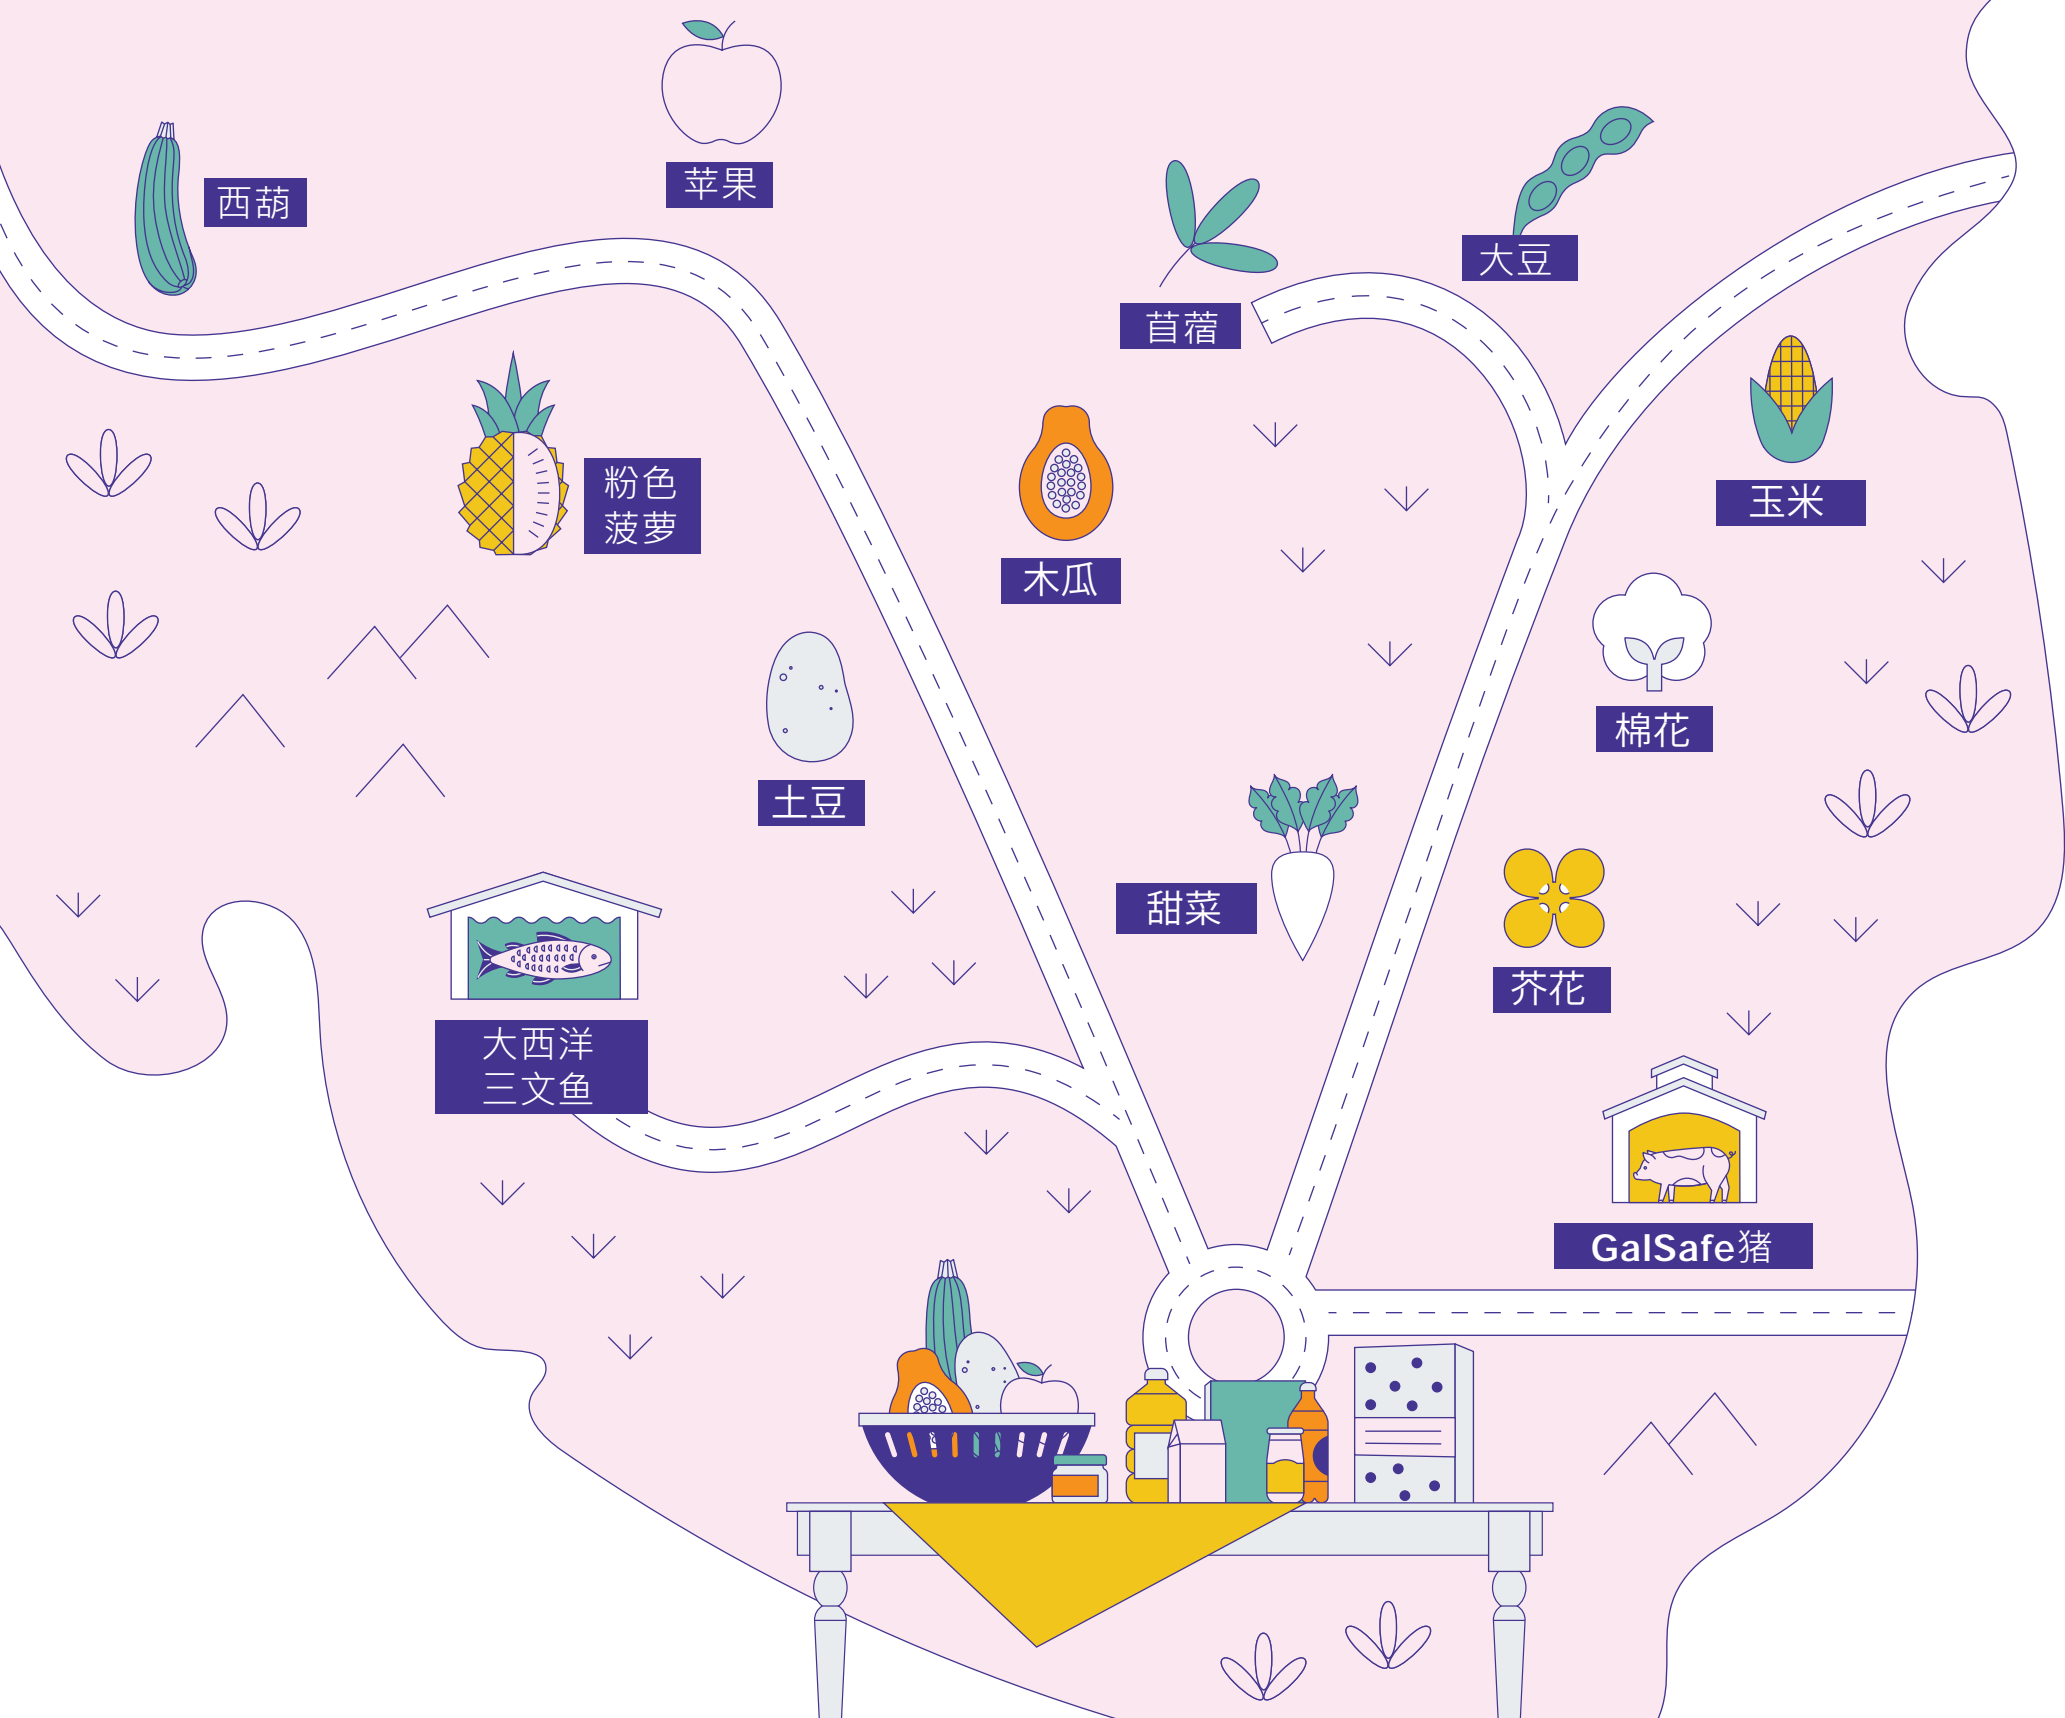 苹果
西葫
大豆
苜蓿
粉色
菠萝
玉米
木瓜
棉花
土豆
甜菜
芥花
大西洋
三文鱼
GalSafe猪